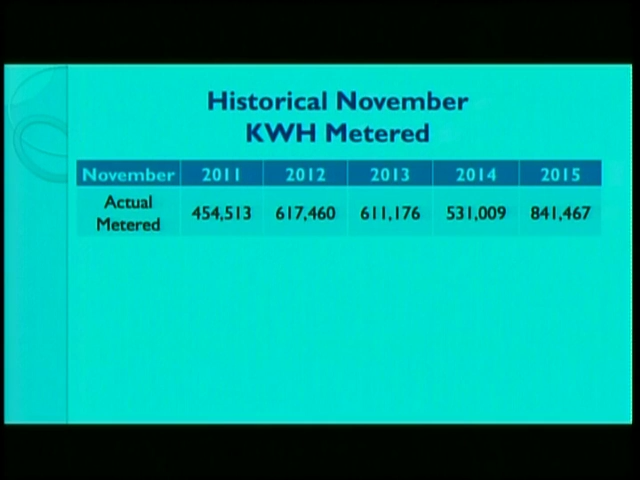 Historical November
KWH Metered
November 2011 2012 2013 2014 2015
Actual Metered 454,513 617,460 611,176 531,009 841,467